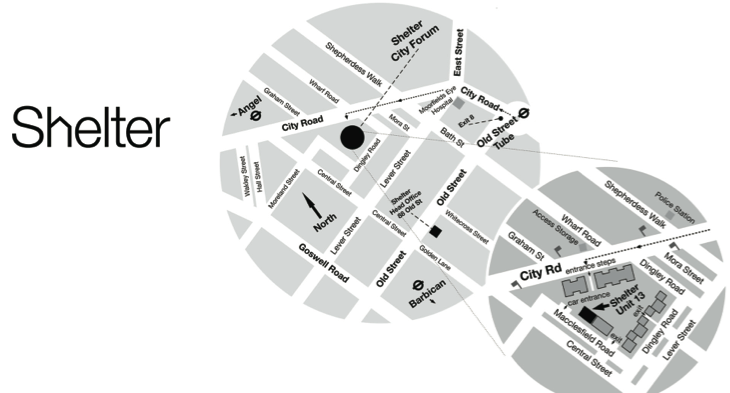 Shelter
Shelter
City Forum
East Street
Shepherdess Walk
Wharf Road
Graham Street
Angel
City Road
City Road
Moorfields Eye
Hospital
Exit 8
Old Street
Tube
Mora St
Bath St
Dingley Road
Lever Street
Wakley Street
Hall Street
Moreland Street
Central Street
North
Shelter
Head Office
88 Old St
Old Street
Whitecross Street
Central Street
Lever Street
Goswell Road
Old Street
Golden Lane
Barbican
Police Station
Shepherdess Walk
Wharf Road
Access Storage
Graham St
City Rd
entrance steps
Mora Street
Dingley Road
car entrance
Shelter
Unit 13
exit
exit
Macclesfield Road
Central Street
Dingley Road
Lever Street